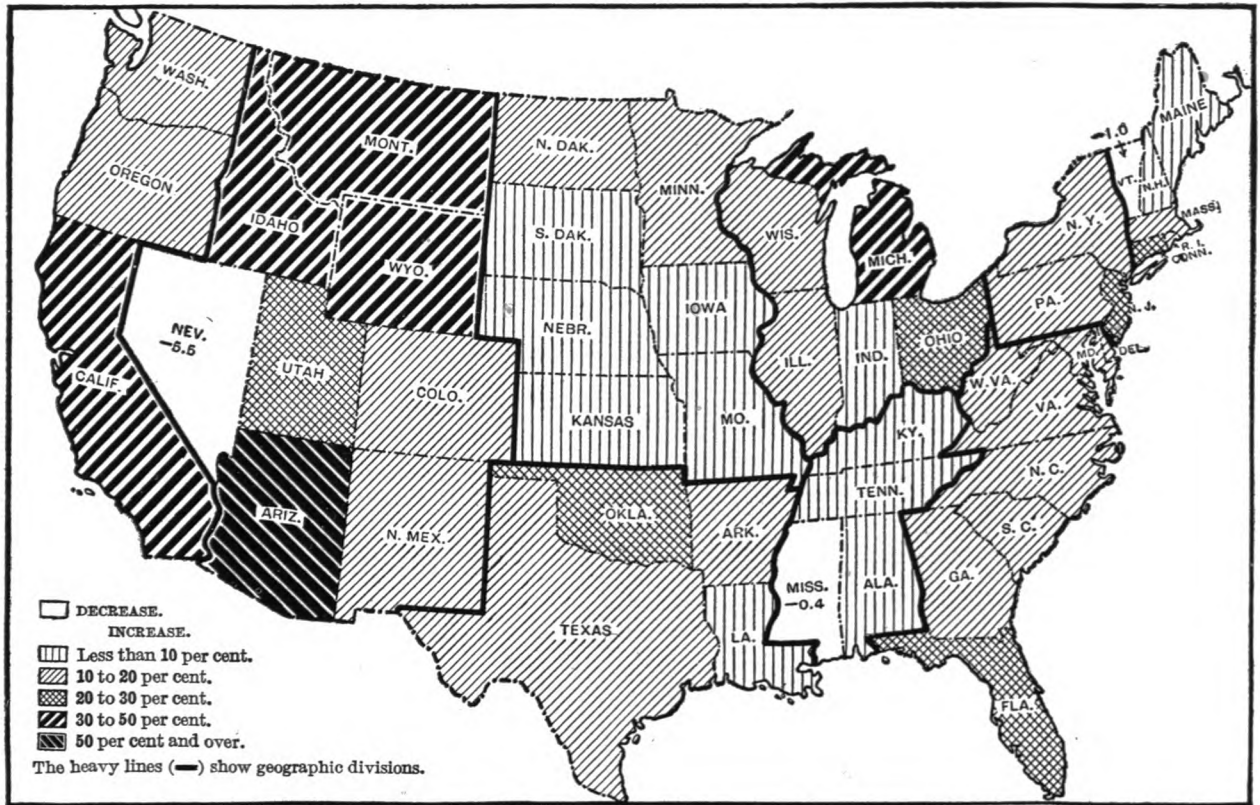 WASH.
OREGON
CALIF.
NEV.
−5.5
IDAHO
MONT.
WYO.
UTAH
COLO.
ARIZ.
N. MEX.
N. DAK.
S. DAK.
NEBR.
KANSAS
OKLA.
TEXAS
MINN.
IOWA
MO.
ARK.
LA.
WIS.
ILL.
MICH.
IND.
OHIO
KY.
TENN.
MISS.
−0.4
ALA.
MAINE
−1.0
VT.
N.H.
MASS.
R. I.
CONN.
N. Y.
PA.
N. J.
DEL.
MD.
W. VA.
VA.
N. C.
S. C.
GA.
FLA.
DECREASE.
INCREASE.
Less than 10 per cent.
10 to 20 per cent.
20 to 30 per cent.
30 to 50 per cent.
50 per cent and over.
The heavy lines (▬) show geographic divisions.